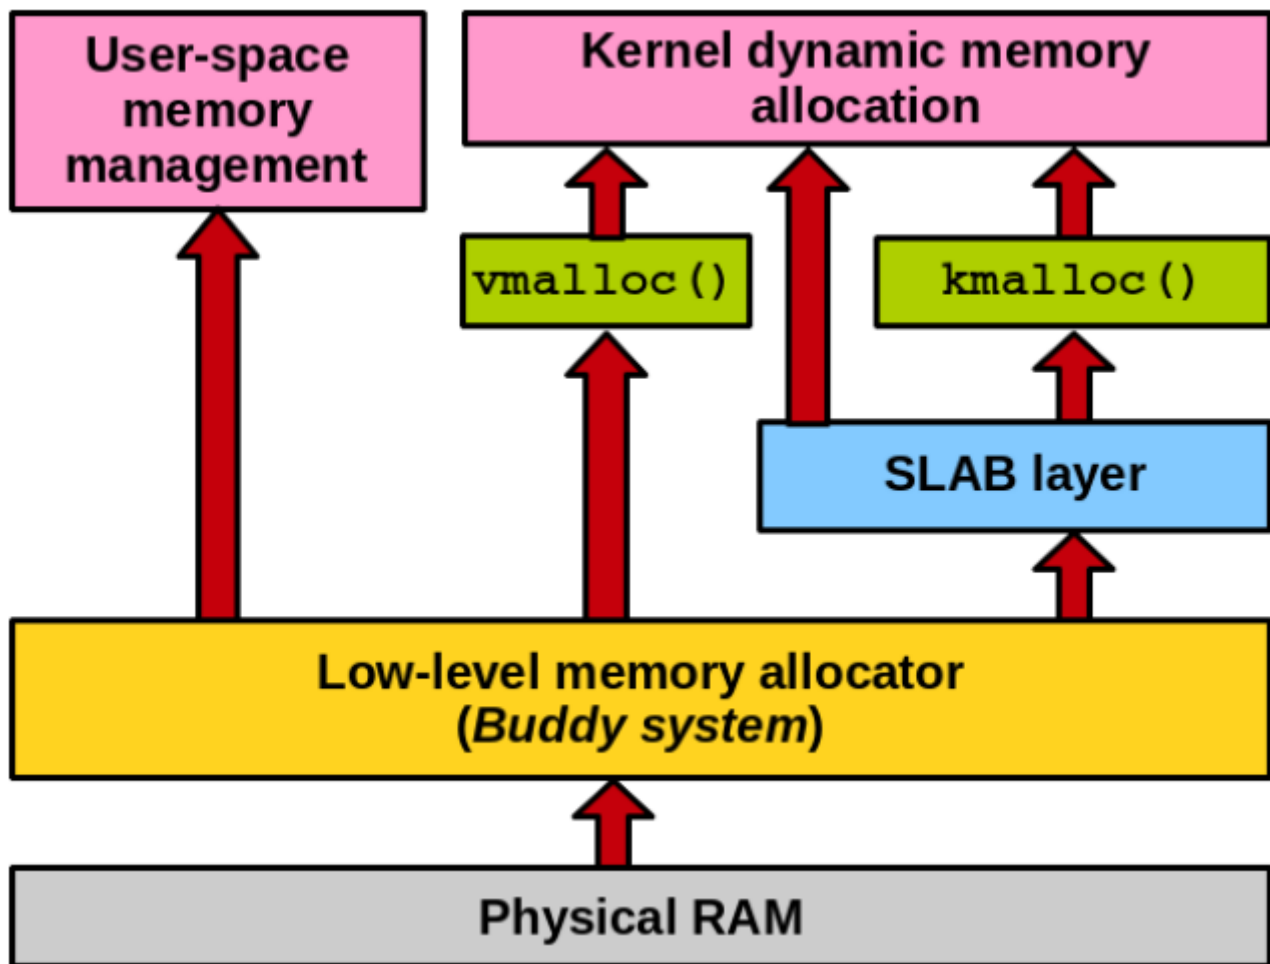 User-space
memory
management
Kernel dynamic memory
allocation
vmalloc()
kmalloc()
SLAB layer
Low-level memory allocator
(Buddy system)
Physical RAM